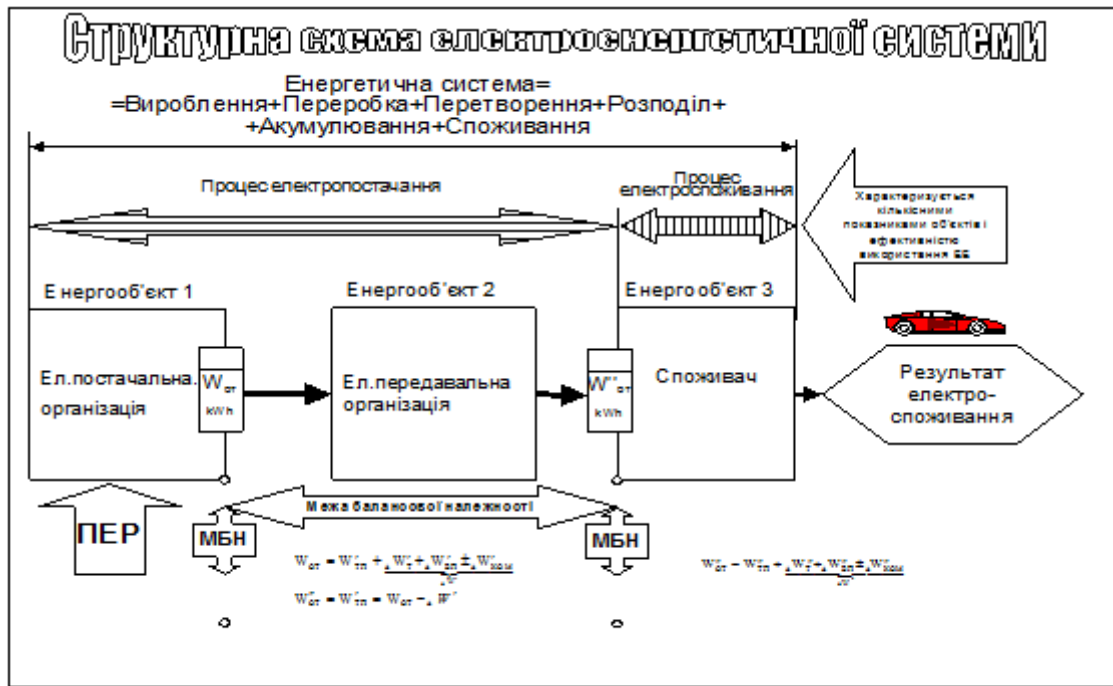 Структурна схема електроенергетичної системи
Енергетична система=
=Вироблення+Переробка+Перетворення+Розподіл+
+Акумулювання+Споживання
Процес електропостачання
Процес
електроспоживання
Характеризується
кількісними
показниками об'єктів і
ефективністю
використання ЕЕ
Енергооб'єкт 1
Енергооб'єкт 2
Енергооб'єкт 3
Ел.постачальна.
організація
W от
kWh
Ел.передавальна
організація
W'' от
kWh
Споживач
Результат
електро-
споживання
ПЕР
МБН
Межа балансової належності
МБН